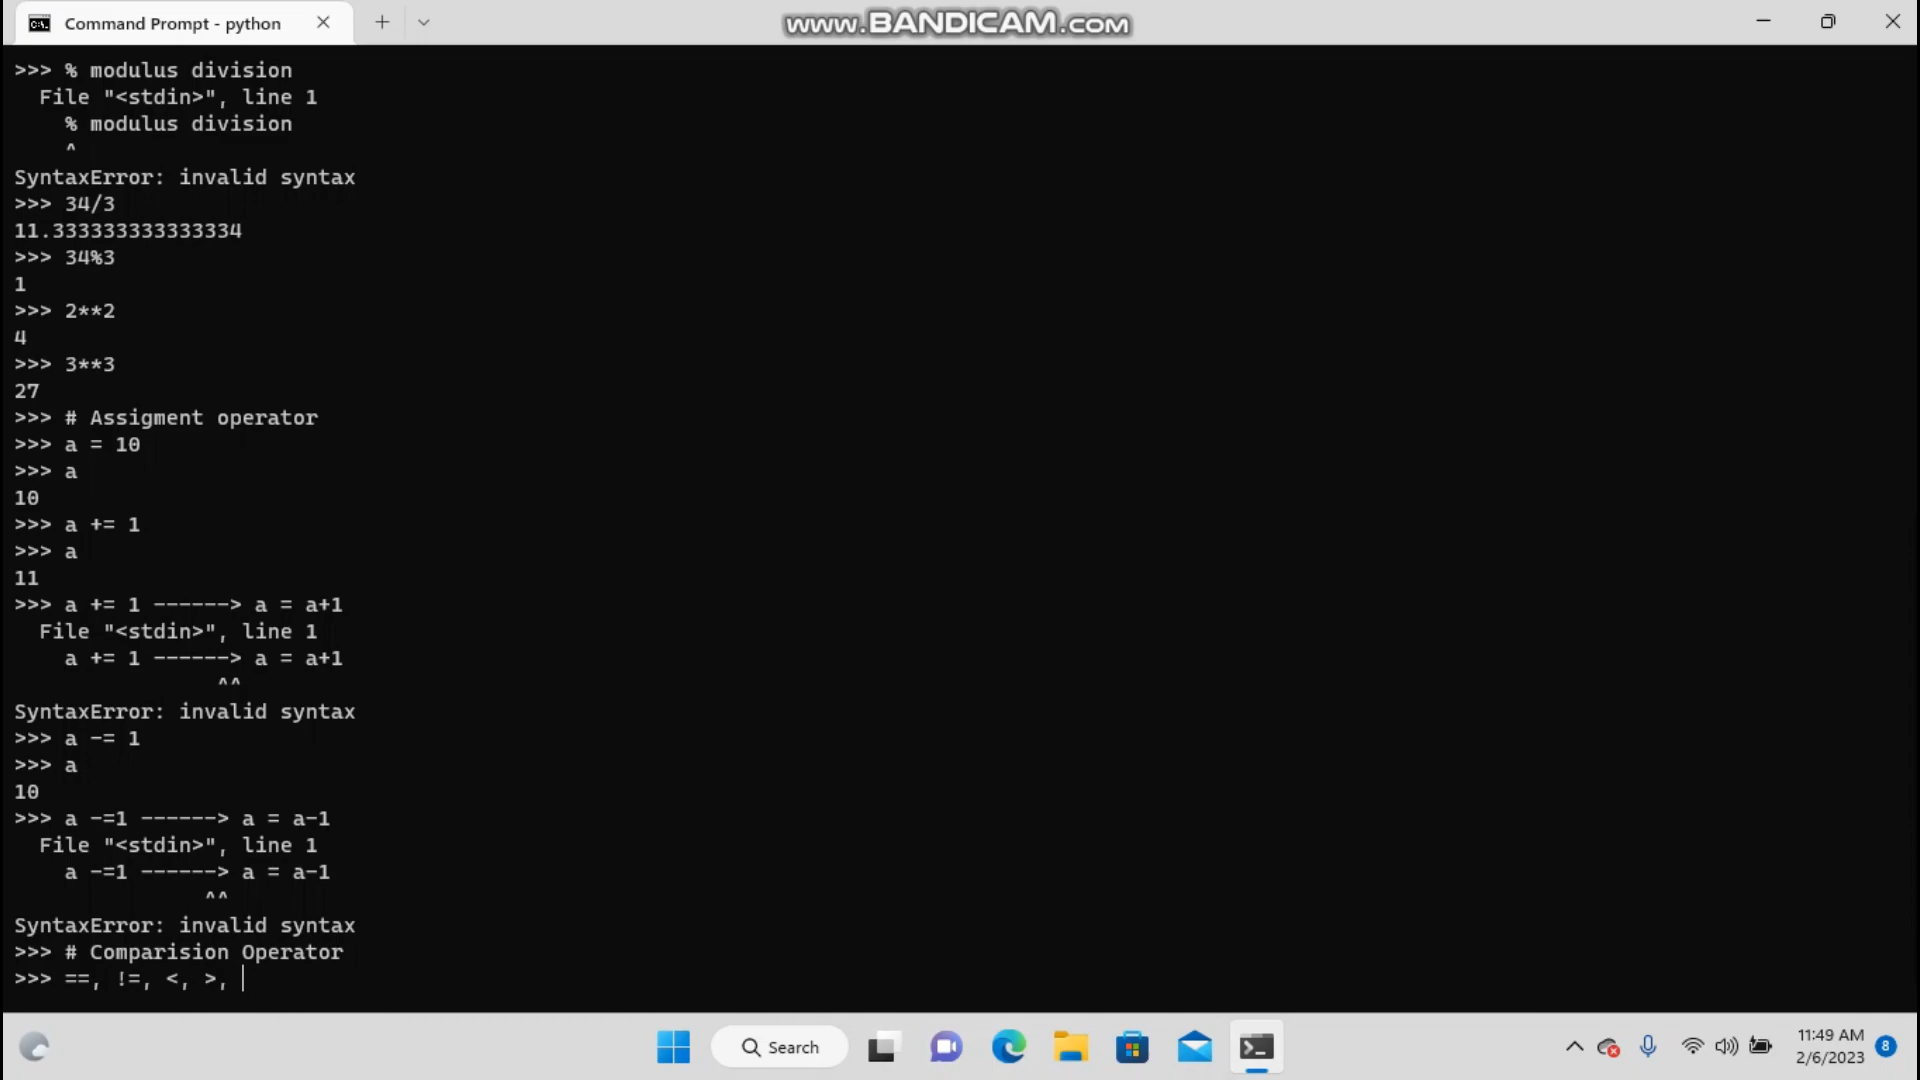 Command Prompt - python
www.BANDICAM.com
>>> % modulus division
  File "<stdin>", line 1
    % modulus division
    ^
SyntaxError: invalid syntax
>>> 34/3
11.333333333333334
>>> 34%3
1
>>> 2**2
4
>>> 3**3
27
>>> # Assigment operator
>>> a = 10
>>> a
10
>>> a += 1
>>> a
11
>>> a += 1 ------> a = a+1
  File "<stdin>", line 1
    a += 1 ------> a = a+1
                ^^
SyntaxError: invalid syntax
>>> a -= 1
>>> a
10
>>> a -=1 ------> a = a-1
  File "<stdin>", line 1
    a -=1 ------> a = a-1
               ^^
SyntaxError: invalid syntax
>>> # Comparision Operator
>>> ==, !=, <, >,
Search
11:49 AM
2/6/2023
8